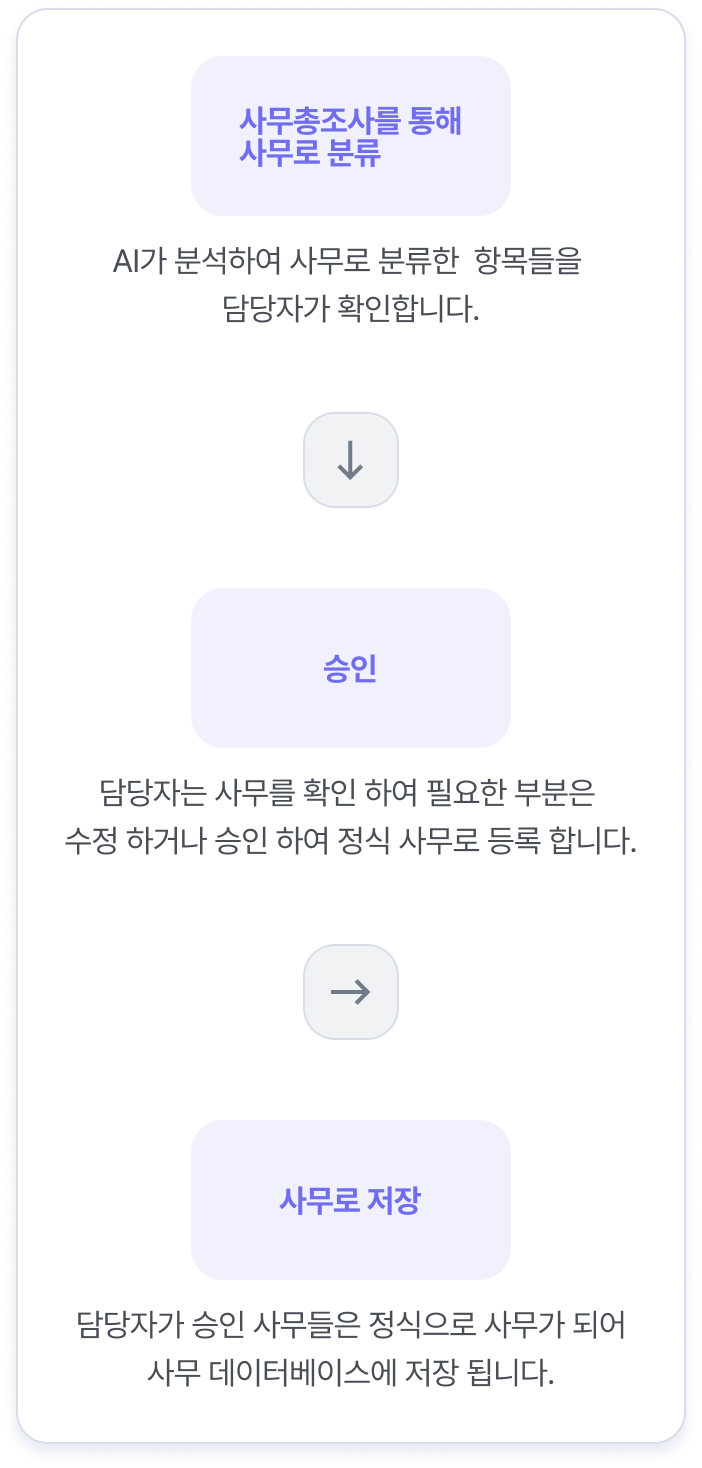 사무총조사를 통해
사무로 분류
AI가 분석하여 사무로 분류한 항목들을
담당자가 확인합니다.
↓
승인
담당자는 사무를 확인 하여 필요한 부분은
수정 하거나 승인 하여 정식 사무로 등록 합니다.
→
사무로 저장
담당자가 승인 사무들은 정식으로 사무가 되어
사무 데이터베이스에 저장 됩니다.